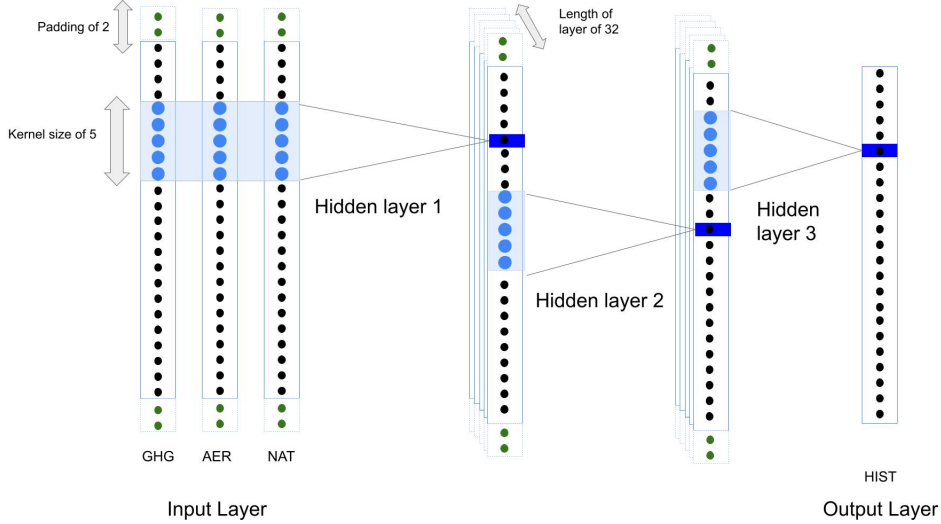 Padding of 2
Length of
layer of 32
Kernel size of 5
Hidden layer 1
Hidden
layer 3
Hidden layer 2
GHG AER NAT
HIST
Input Layer
Output Layer